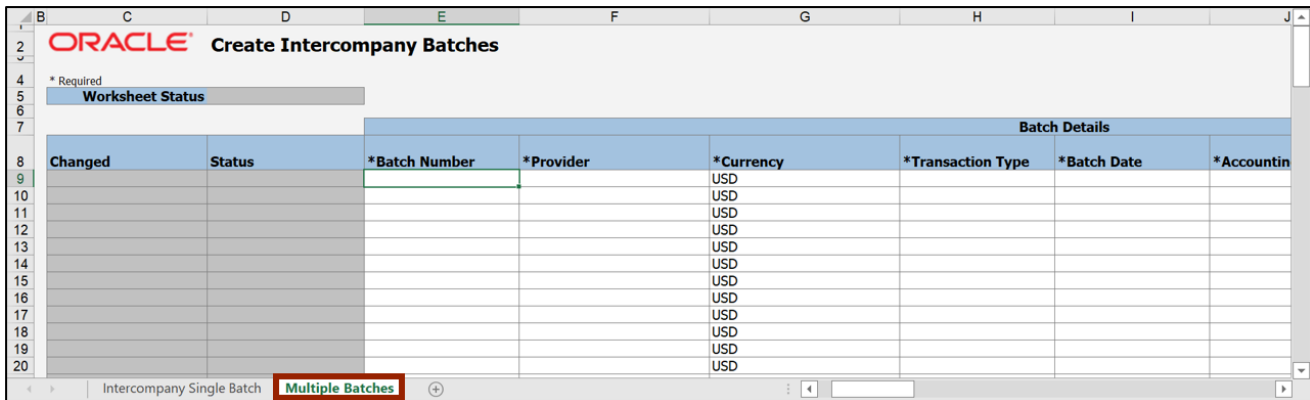 B C D E F G H I J
2 ORACLE Create Intercompany Batches
4 * Required
5 Worksheet Status
6
7 Batch Details
8 Changed Status *Batch Number *Provider *Currency *Transaction Type *Batch Date *Accountin
9 USD
10 USD
11 USD
12 USD
13 USD
14 USD
15 USD
16 USD
17 USD
18 USD
19 USD
20 USD
Intercompany Single Batch Multiple Batches